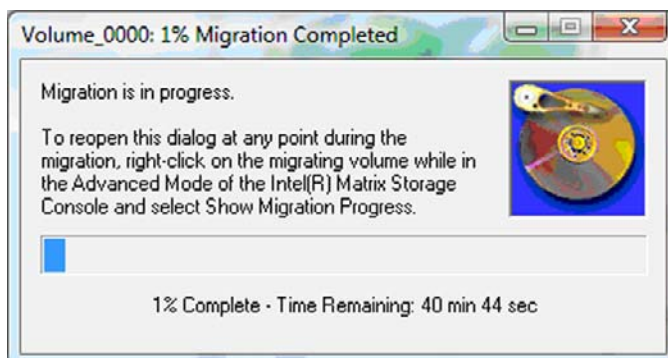 Volume_0000: 1% Migration Completed
Migration is in progress.
To reopen this dialog at any point during the
migration, right-click on the migrating volume while in
the Advanced Mode of the Intel(R) Matrix Storage
Console and select Show Migration Progress.
1% Complete - Time Remaining: 40 min 44 sec